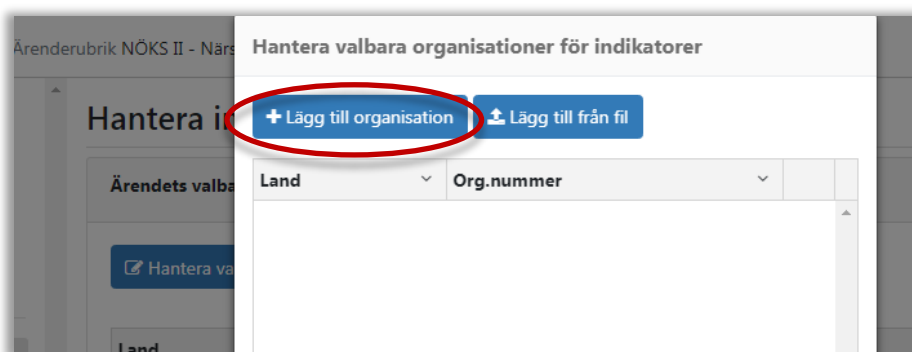 Ärenderubrik NÖKS II - Närs
Hantera valbara organisationer för indikatorer
Hantera i
Lägg till organisation
Lägg till från fil
Ärendets valba
Land
Org.nummer
Hantera va
Land